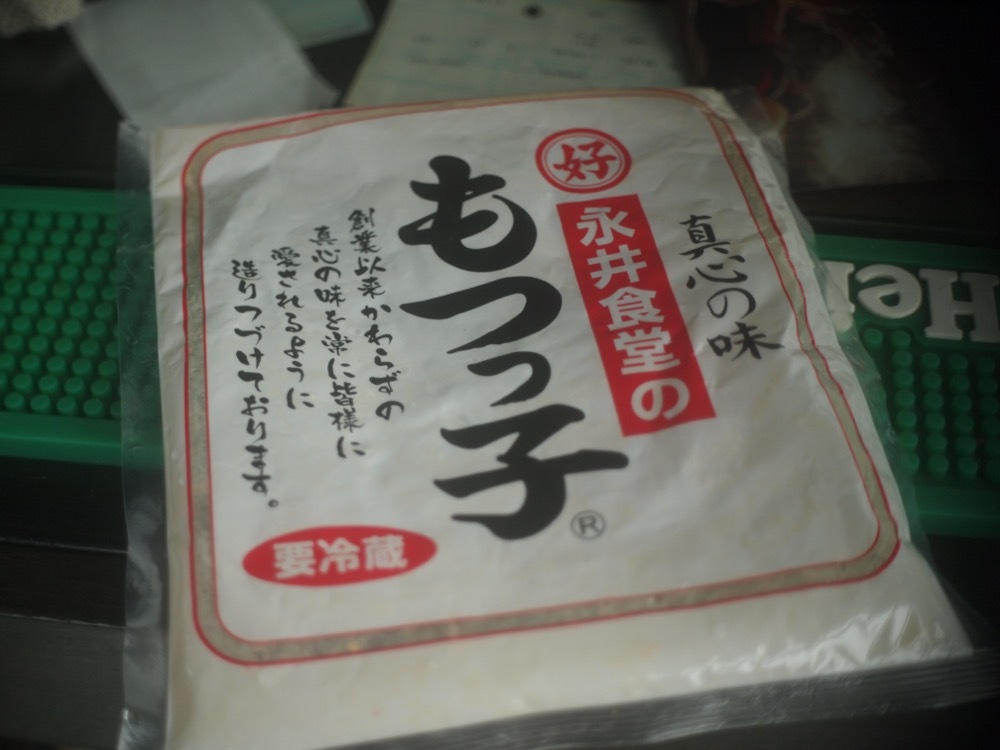 好
真心の味
永井食堂の
もつっ子
®
創業以来かわらずの
真心の味を常に皆様に
愛されるように
造りつづけております。
要冷蔵
Hei